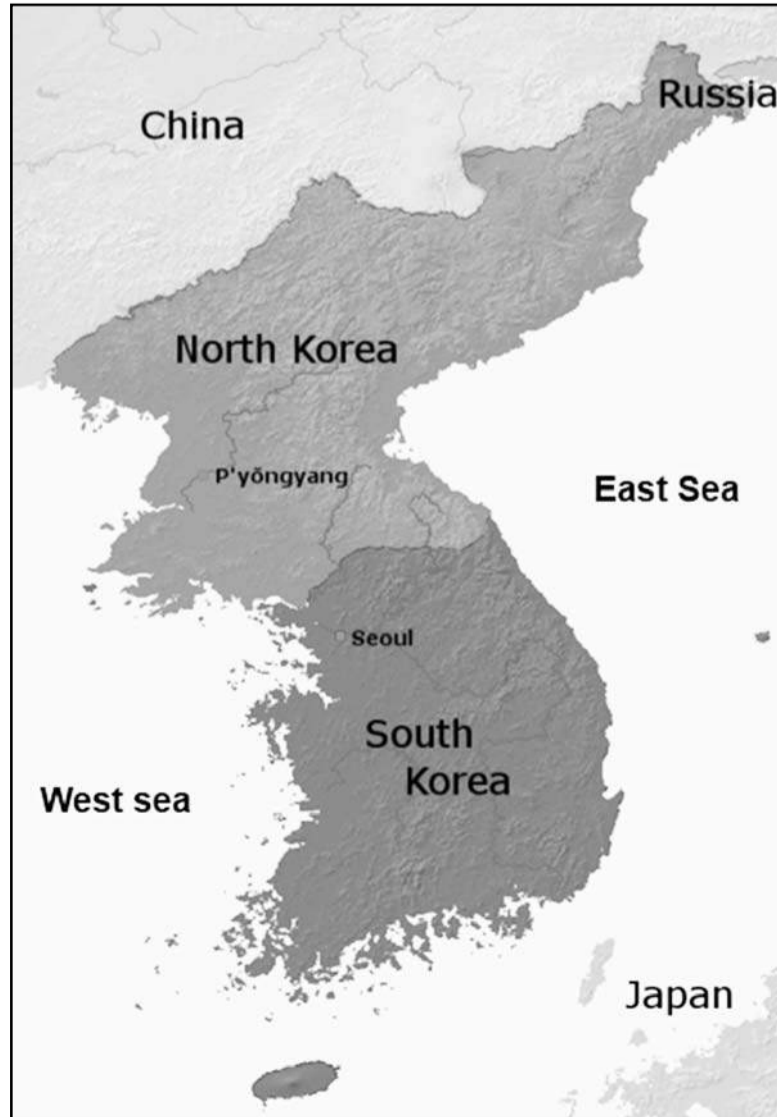 Russia
China
North Korea
P'yŏngyang
East Sea
Seoul
South
Korea
West sea
Japan